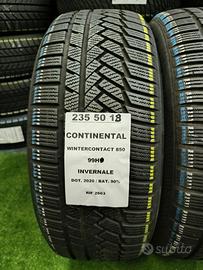 235 50 18
CONTINENTAL
WINTERCONTACT 850
99H
INVERNALE
DOT. 2020 / BAT. 90%
RIF 2603
subito